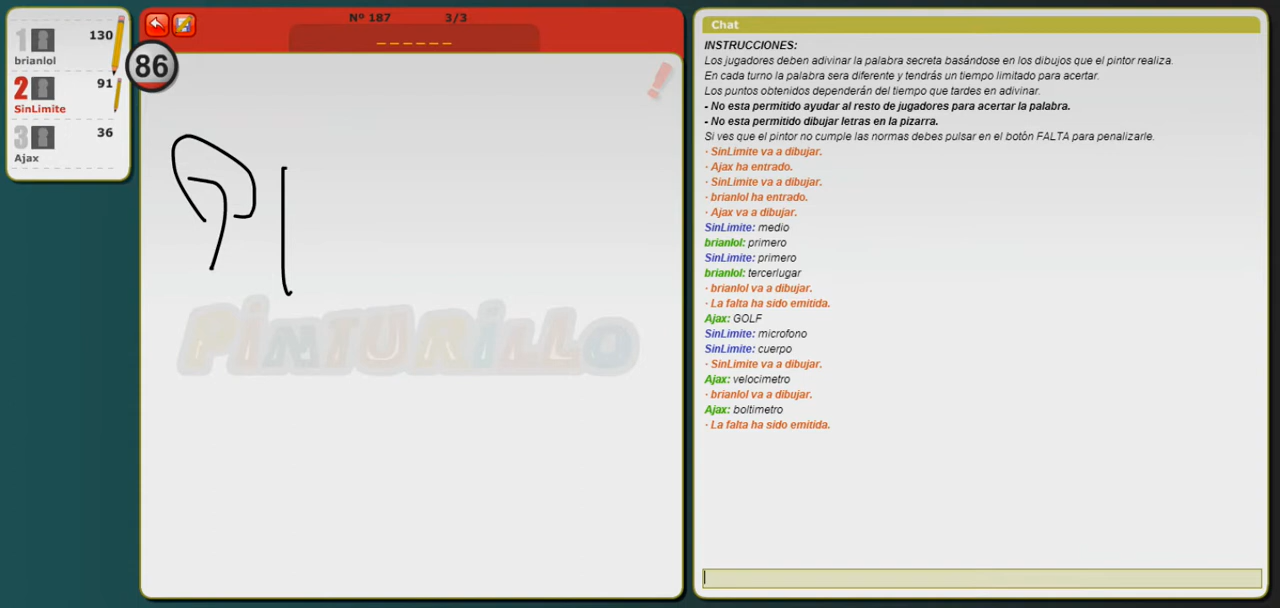 1 130
brianlol
2 91
SinLimite
3 36
Ajax
86
Nº 187 3/3
_ _ _ _ _ _
!
PINTURILLO
Chat
INSTRUCCIONES:
Los jugadores deben adivinar la palabra secreta basándose en los dibujos que el pintor realiza.
En cada turno la palabra sera diferente y tendrás un tiempo limitado para acertar.
Los puntos obtenidos dependerán del tiempo que tardes en adivinar.
- No esta permitido ayudar al resto de jugadores para acertar la palabra.
- No esta permitido dibujar letras en la pizarra.
Si ves que el pintor no cumple las normas debes pulsar en el botón FALTA para penalizarle.
· SinLimite va a dibujar.
· Ajax ha entrado.
· SinLimite va a dibujar.
· brianlol ha entrado.
· Ajax va a dibujar.
SinLimite: medio
brianlol: primero
SinLimite: primero
brianlol: tercerlugar
· brianlol va a dibujar.
· La falta ha sido emitida.
Ajax: GOLF
SinLimite: microfono
SinLimite: cuerpo
· SinLimite va a dibujar.
Ajax: velocimetro
· brianlol va a dibujar.
Ajax: boltimetro
· La falta ha sido emitida.